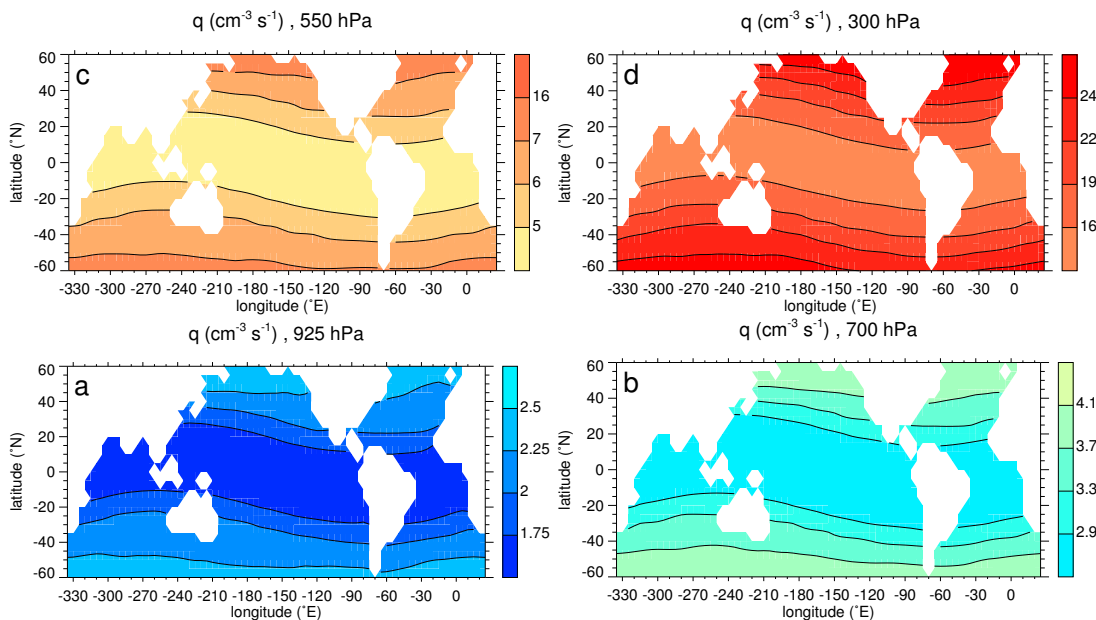 q (cm-3 s-1) , 550 hPa
c
latitude (˚N)
60
40
20
0
-20
-40
-60
-330 -300 -270 -240 -210 -180 -150 -120 -90 -60 -30 0
longitude (˚E)
16
7
6
5
4
q (cm-3 s-1) , 300 hPa
d
latitude (˚N)
60
40
20
0
-20
-40
-60
-330 -300 -270 -240 -210 -180 -150 -120 -90 -60 -30 0
longitude (˚E)
24
22
19
16
q (cm-3 s-1) , 925 hPa
a
latitude (˚N)
60
40
20
0
-20
-40
-60
-330 -300 -270 -240 -210 -180 -150 -120 -90 -60 -30 0
longitude (˚E)
2.5
2.25
2
1.75
q (cm-3 s-1) , 700 hPa
b
latitude (˚N)
60
40
20
0
-20
-40
-60
-330 -300 -270 -240 -210 -180 -150 -120 -90 -60 -30 0
longitude (˚E)
4.1
3.7
3.3
2.9